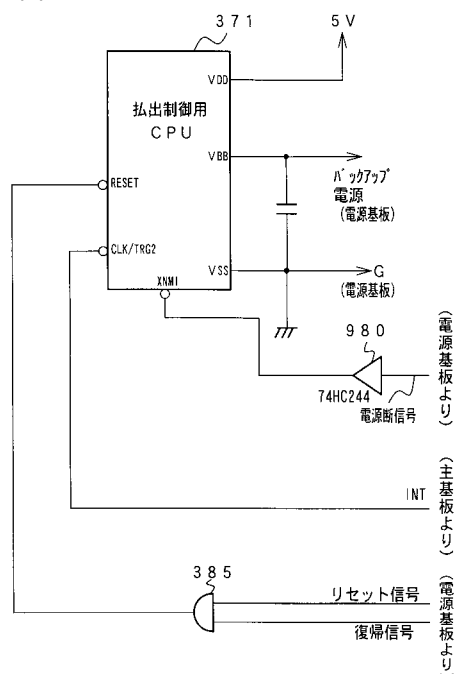 371
5V
VDD
払出制御用
CPU
VBB
RESET
バックアップ
電源
(電源基板)
CLK/TRG2
VSS
G
(電源基板)
XNMI
980
74HC244
電源断信号
(電源基板より)
INT
(主基板より)
385
リセット信号
復帰信号
(電源基板より